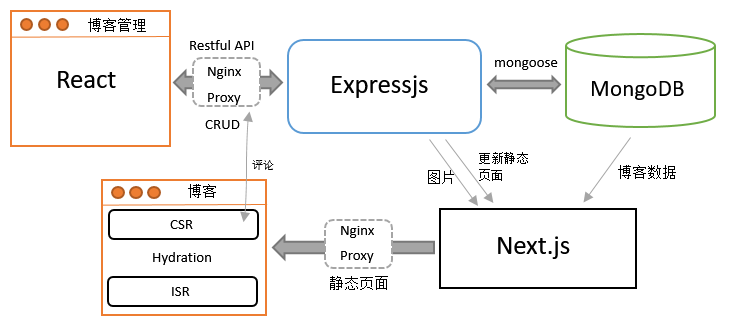 博客管理
React
Restful API
Nginx
Proxy
CRUD
Expressjs
mongoose
MongoDB
评论
图片
更新静态
页面
博客数据
博客
CSR
Hydration
ISR
Nginx
Proxy
静态页面
Next.js